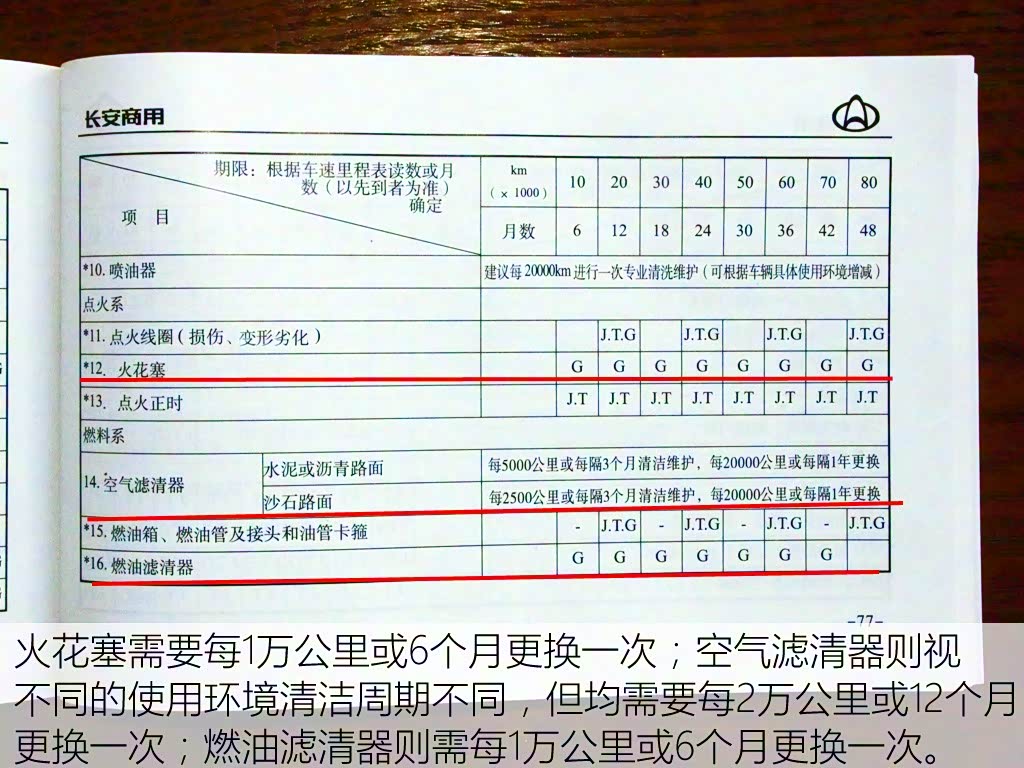 长安商用
期限：根据车速里程表读数或月
数（以先到者为准）
确定
项 目
km
（× 1000）
10 20 30 40 50 60 70 80
月数 6 12 18 24 30 36 42 48
*10. 喷油器 建议每20000km进行一次专业清洗维护（可根据车辆具体使用环境增减）
点火系
*11. 点火线圈（损伤、变形劣化） J.T.G J.T.G J.T.G J.T.G
*12. 火花塞 G G G G G G G G
*13. 点火正时 J.T J.T J.T J.T J.T J.T J.T J.T
燃料系
14. 空气滤清器
水泥或沥青路面 每5000公里或每隔3个月清洁维护，每20000公里或每隔1年更换
沙石路面 每2500公里或每隔3个月清洁维护，每20000公里或每隔1年更换
*15. 燃油箱、燃油管及接头和油管卡箍 - J.T.G - J.T.G - J.T.G - J.T.G
*16. 燃油滤清器 G G G G G G G
-77-
火花塞需要每1万公里或6个月更换一次；空气滤清器则视
不同的使用环境清洁周期不同，但均需要每2万公里或12个月
更换一次；燃油滤清器则需每1万公里或6个月更换一次。